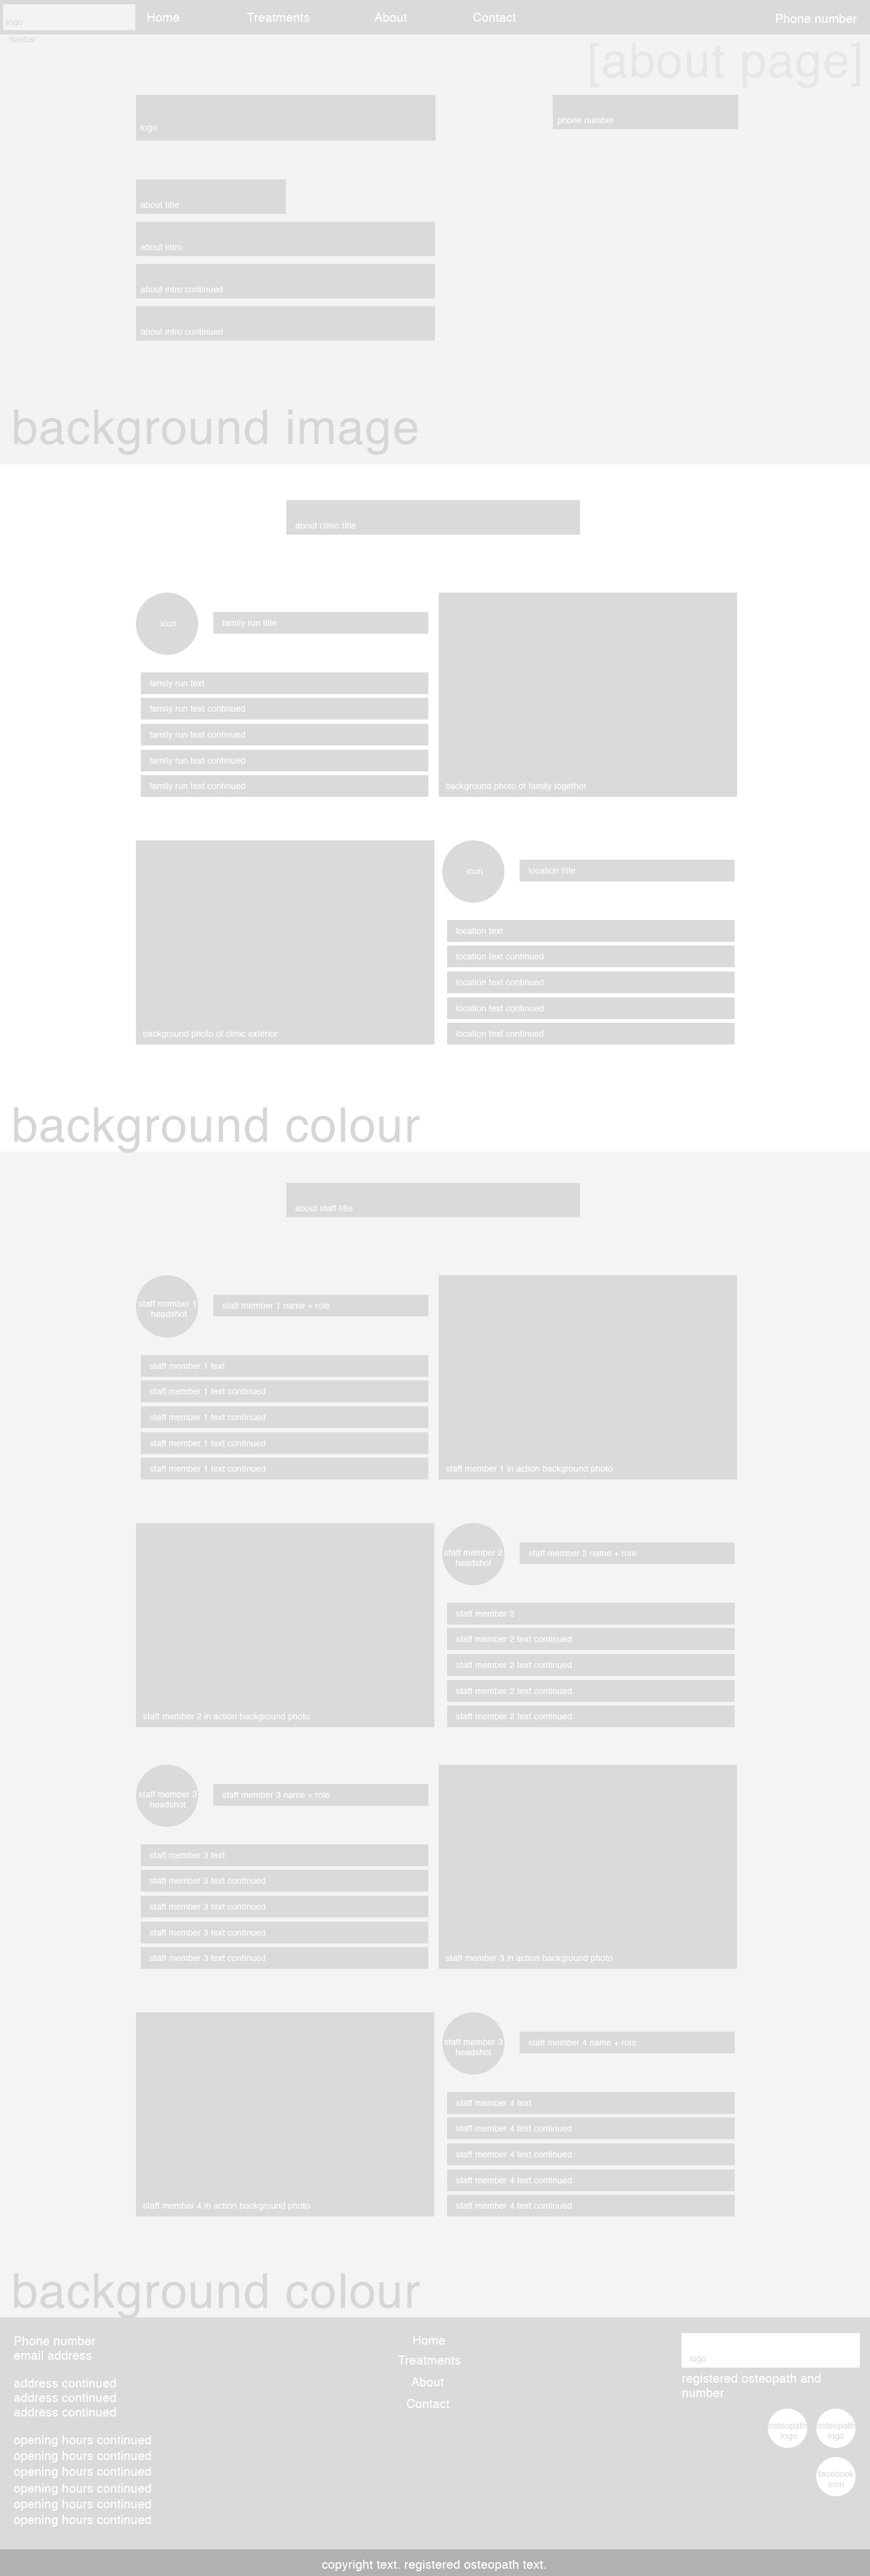 logo
Home
Treatments
About
Contact
Phone number
navbar
[about page]
logo
phone number
about title
about intro
about intro continued
about intro continued
background image
about clinic title
icon
family run title
family run text
family run text continued
family run text continued
family run text continued
family run text continued
background photo of family together
background photo of clinic exterior
icon
location title
location text
location text continued
location text continued
location text continued
location text continued
background colour
about staff title
staff member 1
headshot
staff member 1 name + role
staff member 1 text
staff member 1 text continued
staff member 1 text continued
staff member 1 text continued
staff member 1 text continued
staff member 1 in action background photo
staff member 2 in action background photo
staff member 2
headshot
staff member 2 name + role
staff member 2
staff member 2 text continued
staff member 2 text continued
staff member 2 text continued
staff member 2 text continued
staff member 3
headshot
staff member 3 name + role
staff member 3 text
staff member 3 text continued
staff member 3 text continued
staff member 3 text continued
staff member 3 text continued
staff member 3 in action background photo
staff member 4 in action background photo
staff member 3
headshot
staff member 4 name + role
staff member 4 text
staff member 4 text continued
staff member 4 text continued
staff member 4 text continued
staff member 4 text continued
background colour
Phone number
email address
address continued
address continued
address continued
opening hours continued
opening hours continued
opening hours continued
opening hours continued
opening hours continued
opening hours continued
Home
Treatments
About
Contact
logo
registered osteopath and
number
osteopath
logo
osteopath
logo
facebook
icon
copyright text. registered osteopath text.